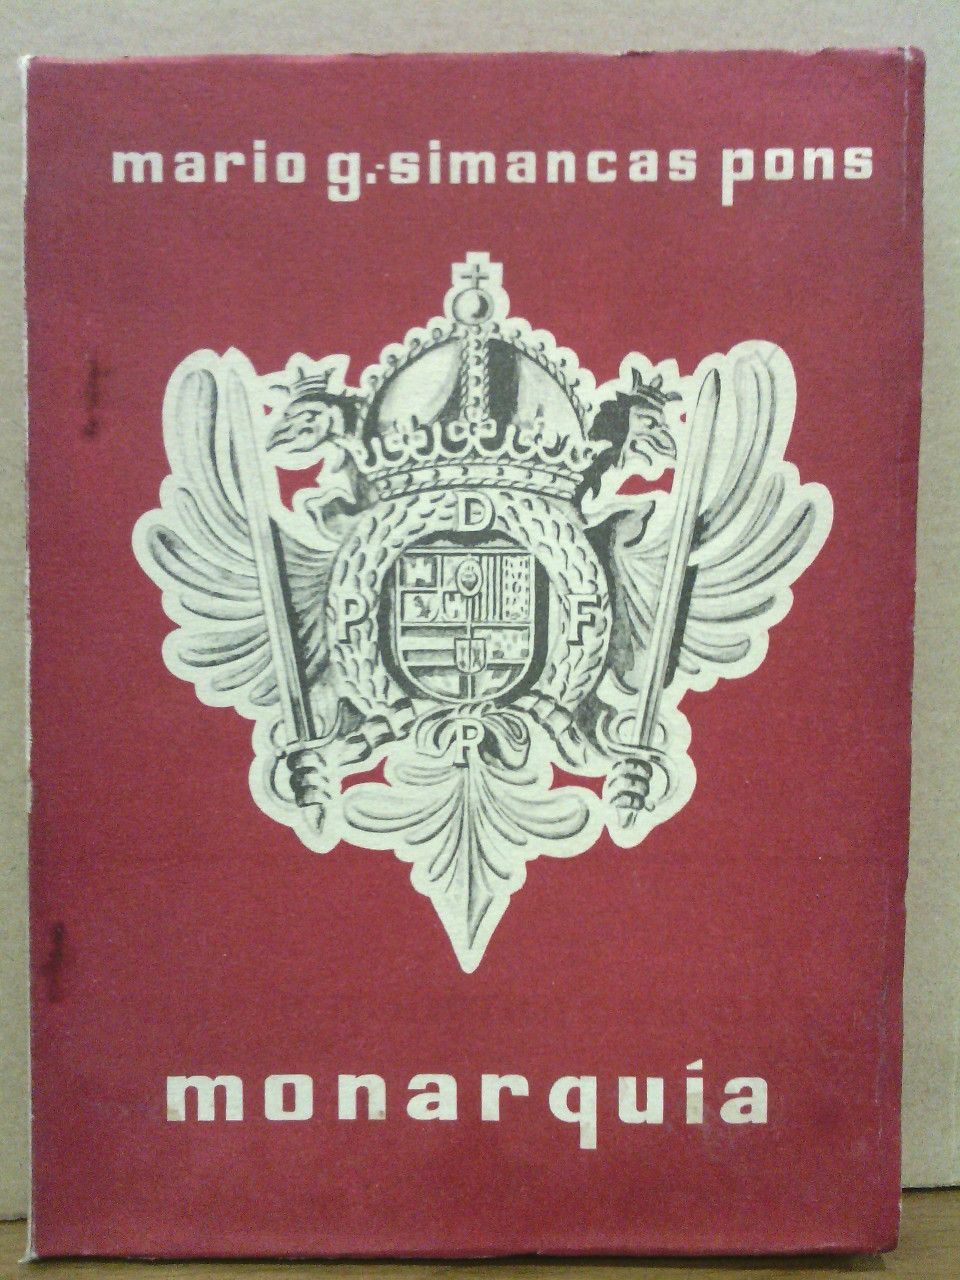 mario g.-simancas pons
D
P F
P
monarquía